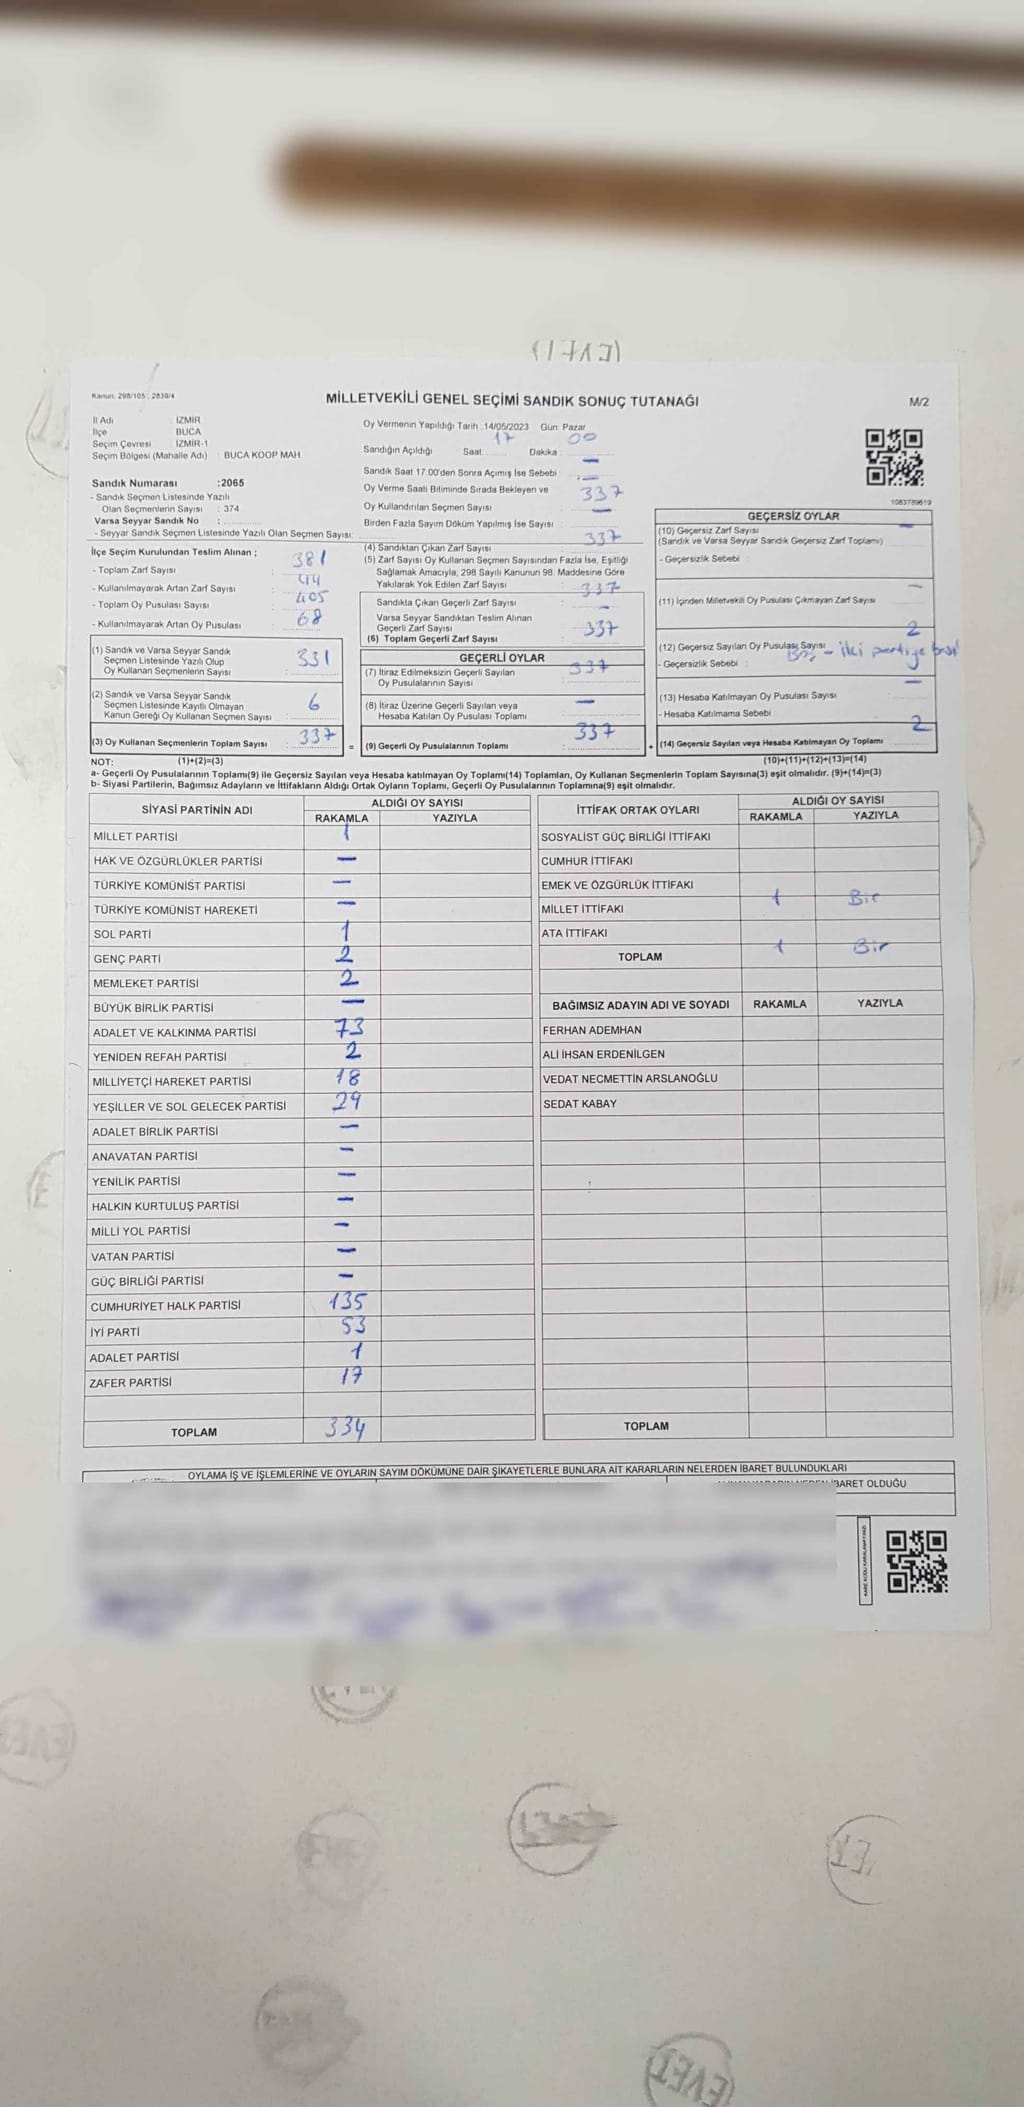 Kanun: 298/105 , 2839/4
MİLLETVEKİLİ GENEL SEÇİMİ SANDIK SONUÇ TUTANAĞI
M/2
İl Adı : İZMİR
İlçe : BUCA
Seçim Çevresi : İZMİR-1
Seçim Bölgesi (Mahalle Adı) : BUCA KOOP MAH
Sandık Numarası :2065
- Sandık Seçmen Listesinde Yazılı
Olan Seçmenlerin Sayısı : 374
Varsa Seyyar Sandık No :
- Seyyar Sandık Seçmen Listesinde Yazılı Olan Seçmen Sayısı:
İlçe Seçim Kurulundan Teslim Alınan ;
- Toplam Zarf Sayısı : 381
- Kullanılmayarak Artan Zarf Sayısı : 44
- Toplam Oy Pusulası Sayısı : 405
- Kullanılmayarak Artan Oy Pusulası : 68
(1) Sandık ve Varsa Seyyar Sandık
Seçmen Listesinde Yazılı Olup
Oy Kullanan Seçmenlerin Sayısı : 331
(2) Sandık ve Varsa Seyyar Sandık
Seçmen Listesinde Kayıtlı Olmayan
Kanun Gereği Oy Kullanan Seçmen Sayısı : 6
(3) Oy Kullanan Seçmenlerin Toplam Sayısı : 337
Oy Vermenin Yapıldığı Tarih :14/05/2023 Gün: Pazar
Sandığın Açıldığı Saat: 17 Dakika : 00
Sandık Saat 17.00'den Sonra Açımış İse Sebebi : —
Oy Verme Saati Bitiminde Sırada Bekleyen ve : —
Oy Kullandırılan Seçmen Sayısı : 337
Birden Fazla Sayım Döküm Yapılmış İse Sayısı : —
(4) Sandıktan Çıkan Zarf Sayısı : 337
(5) Zarf Sayısı Oy Kullanan Seçmen Sayısından Fazla İse, Eşitliği
Sağlamak Amacıyla, 298 Sayılı Kanunun 98. Maddesine Göre
Yakılarak Yok Edilen Zarf Sayısı :
Sandıkta Çıkan Geçerli Zarf Sayısı : 337
Varsa Seyyar Sandıktan Teslim Alınan
Geçerli Zarf Sayısı : —
(6) Toplam Geçerli Zarf Sayısı : 337
GEÇERLİ OYLAR
(7) İtiraz Edilmeksizin Geçerli Sayılan
Oy Pusulalarının Sayısı : 337
(8) İtiraz Üzerine Geçerli Sayılan veya
Hesaba Katılan Oy Pusulası Toplamı : —
= (9) Geçerli Oy Pusulalarının Toplamı : 337
1083789619
GEÇERSİZ OYLAR
(10) Geçersiz Zarf Sayısı : —
(Sandık ve Varsa Seyyar Sandık Geçersiz Zarf Toplamı)
- Geçersizlik Sebebi :
(11) İçinden Milletvekili Oy Pusulası Çıkmayan Zarf Sayısı : —
(12) Geçersiz Sayılan Oy Pusulası Sayısı : 2
- Geçersizlik Sebebi : - iki partiye
(13) Hesaba Katılmayan Oy Pusulası Sayısı : —
- Hesaba Katılmama Sebebi :
+ (14) Geçersiz Sayılan veya Hesaba Katılmayan Oy Toplamı : 2
NOT: (1)+(2)=(3) (10)+(11)+(12)+(13)=(14)
a- Geçerli Oy Pusulalarının Toplamı(9) ile Geçersiz Sayılan veya Hesaba katılmayan Oy Toplamı(14) Toplamları, Oy Kullanan Seçmenlerin Toplam Sayısına(3) eşit olmalıdır. (9)+(14)=(3)
b- Siyasi Partilerin, Bağımsız Adayların ve İttifakların Aldığı Ortak Oyların Toplamı, Geçerli Oy Pusulalarının Toplamına(9) eşit olmalıdır.
SİYASİ PARTİNİN ADI ALDIĞI OY SAYISI
RAKAMLA YAZIYLA
MİLLET PARTİSİ 1
HAK VE ÖZGÜRLÜKLER PARTİSİ —
TÜRKİYE KOMÜNİST PARTİSİ —
TÜRKİYE KOMÜNİST HAREKETİ —
SOL PARTİ 1
GENÇ PARTİ 2
MEMLEKET PARTİSİ 2
BÜYÜK BİRLİK PARTİSİ —
ADALET VE KALKINMA PARTİSİ 73
YENİDEN REFAH PARTİSİ 2
MİLLİYETÇİ HAREKET PARTİSİ 18
YEŞİLLER VE SOL GELECEK PARTİSİ 29
ADALET BİRLİK PARTİSİ —
ANAVATAN PARTİSİ —
YENİLİK PARTİSİ —
HALKIN KURTULUŞ PARTİSİ —
MİLLİ YOL PARTİSİ —
VATAN PARTİSİ —
GÜÇ BİRLİĞİ PARTİSİ —
CUMHURİYET HALK PARTİSİ 135
İYİ PARTİ 53
ADALET PARTİSİ 1
ZAFER PARTİSİ 17
TOPLAM 334
İTTİFAK ORTAK OYLARI ALDIĞI OY SAYISI
RAKAMLA YAZIYLA
SOSYALİST GÜÇ BİRLİĞİ İTTİFAKI
CUMHUR İTTİFAKI
EMEK VE ÖZGÜRLÜK İTTİFAKI
MİLLET İTTİFAKI 1 Bir
ATA İTTİFAKI
TOPLAM 1 Bir
BAĞIMSIZ ADAYIN ADI VE SOYADI RAKAMLA YAZIYLA
FERHAN ADEMHAN
ALİ İHSAN ERDENİLGEN
VEDAT NECMETTİN ARSLANOĞLU
SEDAT KABAY
TOPLAM
OYLAMA İŞ VE İŞLEMLERİNE VE OYLARIN SAYIM DÖKÜMÜNE DAİR ŞİKAYETLERLE BUNLARA AİT KARARLARIN NELERDEN İBARET BULUNDUKLARI
İBARET OLDUĞU
EVET